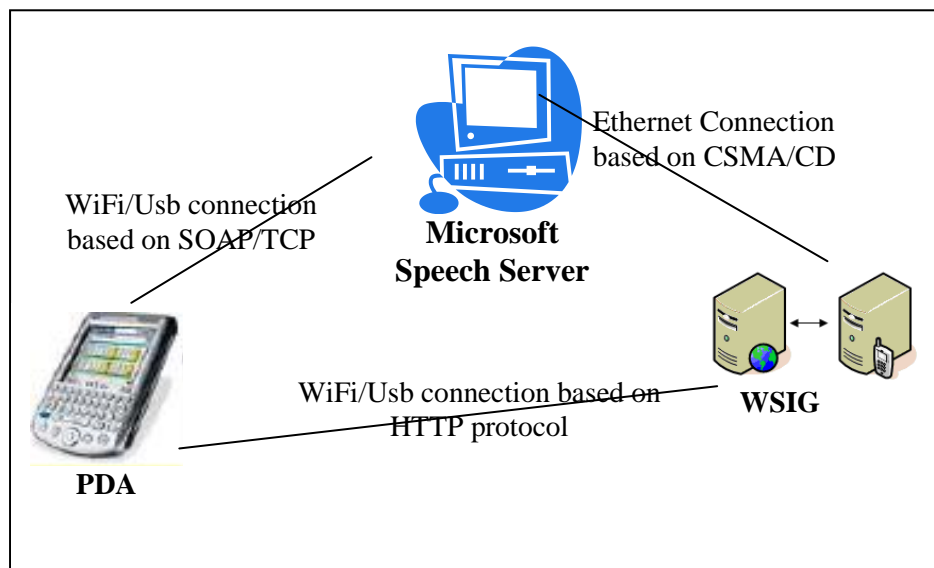 Ethernet Connection
based on CSMA/CD
WiFi/Usb connection
based on SOAP/TCP
Microsoft
Speech Server
WiFi/Usb connection based on
HTTP protocol
WSIG
PDA